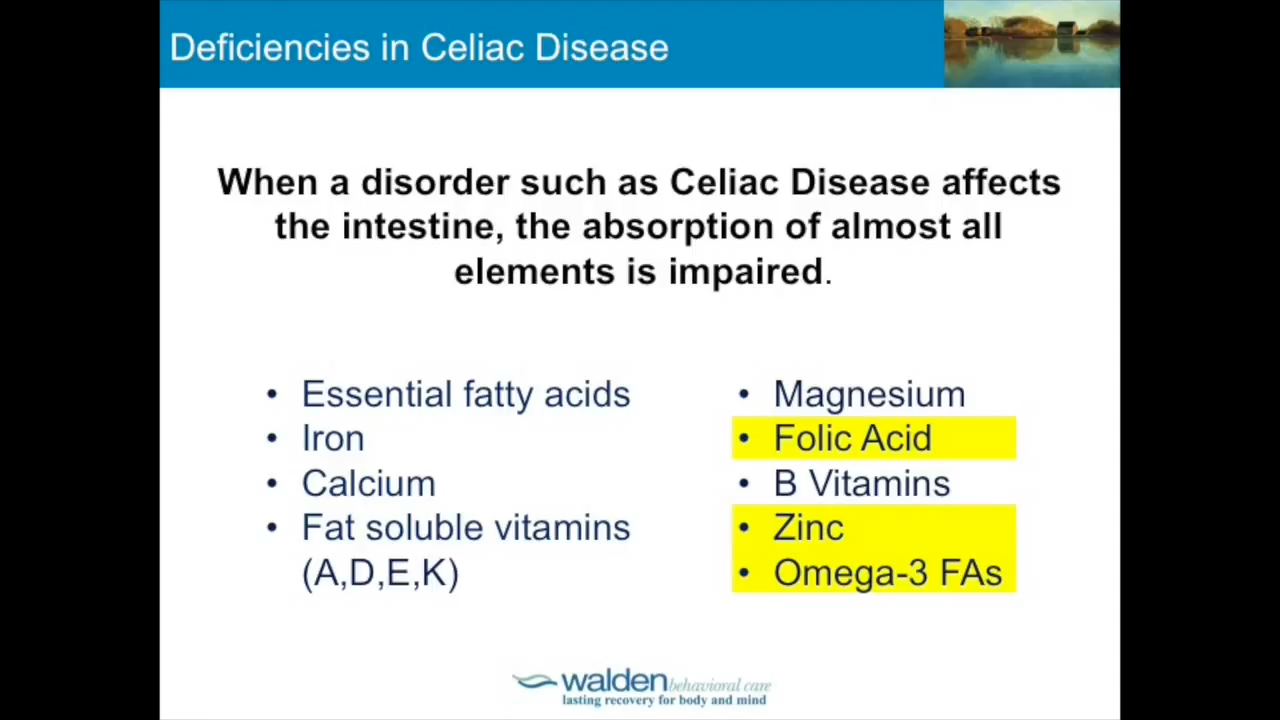 Deficiencies in Celiac Disease
When a disorder such as Celiac Disease affects
the intestine, the absorption of almost all
elements is impaired.
• Essential fatty acids
• Iron
• Calcium
• Fat soluble vitamins
(A,D,E,K)
• Magnesium
• Folic Acid
• B Vitamins
• Zinc
• Omega-3 FAs
walden behavioral care
lasting recovery for body and mind